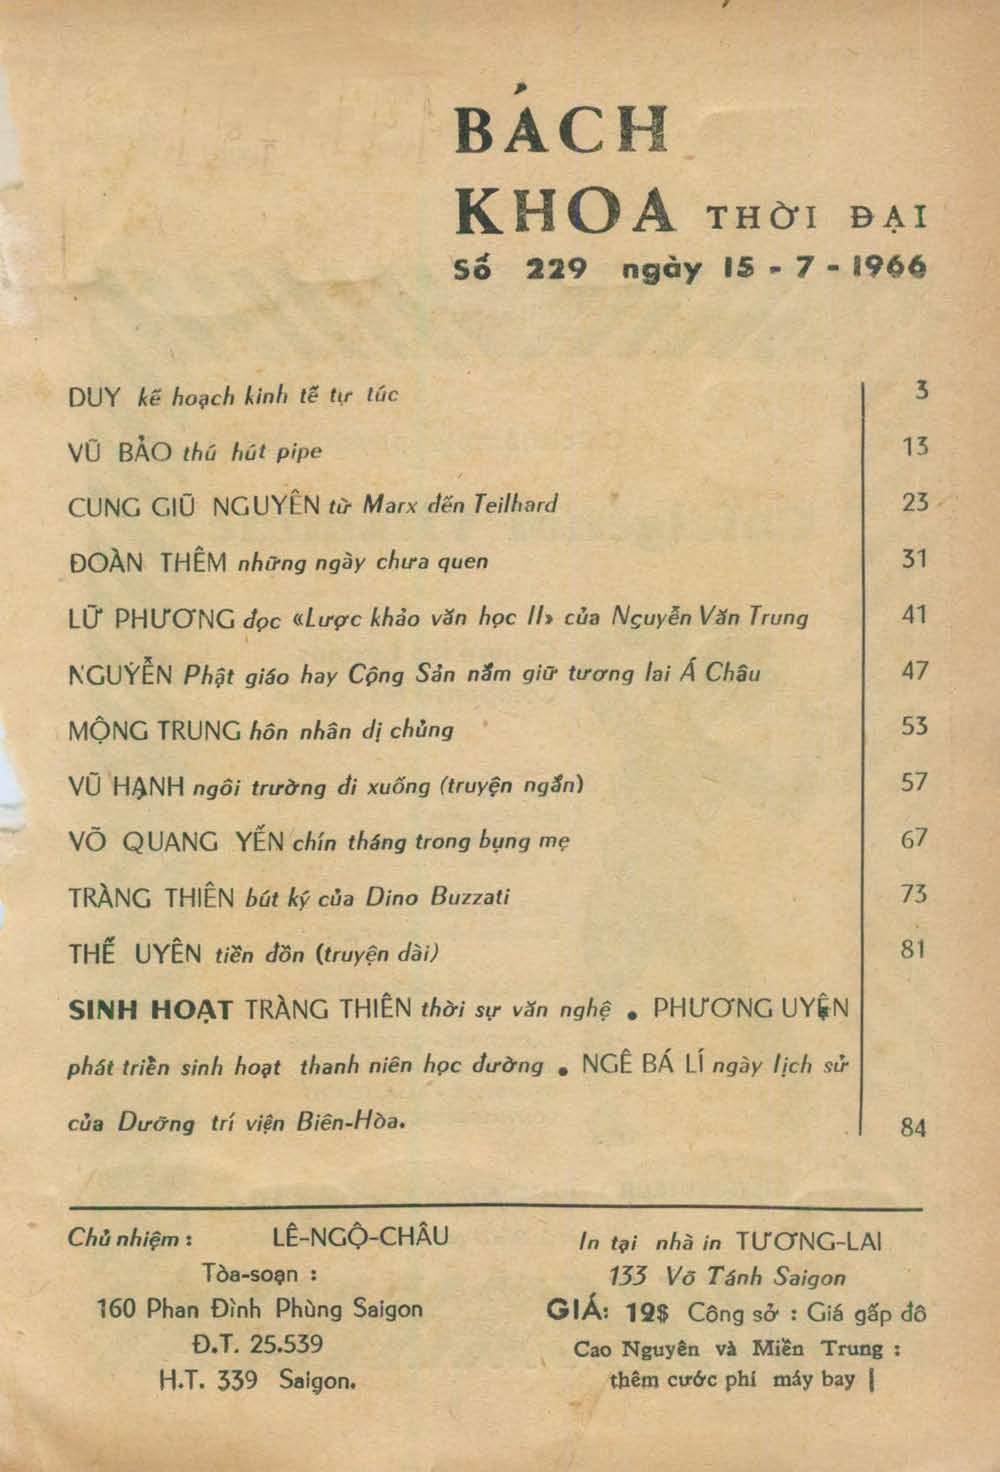 BÁCH
KHOA THỜI ĐẠI
Số 229 ngày 15 - 7 - 1966
DUY kế hoạch kinh tế tự túc 3
VŨ BẢO thú hút pipe 13
CUNG GIŨ NGUYÊN từ Marx đến Teilhard 23
ĐOÀN THÊM những ngày chưa quen 31
LỮ PHƯƠNG đọc «Lược khảo văn học II» của Nguyễn Văn Trung 41
NGUYỄN Phật giáo hay Cộng Sản nắm giữ tương lai Á Châu 47
MỘNG TRUNG hôn nhân dị chủng 53
VŨ HẠNH ngôi trường đi xuống (truyện ngắn) 57
VÕ QUANG YẾN chín tháng trong bụng mẹ 67
TRÀNG THIÊN bút ký của Dino Buzzati 73
THẾ UYÊN tiền đồn (truyện dài) 81
SINH HOẠT TRÀNG THIÊN thời sự văn nghệ • PHƯƠNG UYÊN
phát triển sinh hoạt thanh niên học đường • NGÊ BÁ LÍ ngày lịch sử
của Dưỡng trí viện Biên-Hòa. 84
Chủ nhiệm : LÊ-NGỘ-CHÂU
Tòa-soạn :
160 Phan Đình Phùng Saigon
Đ.T. 25.539
H.T. 339 Saigon.
In tại nhà in TƯƠNG-LAI
133 Võ Tánh Saigon
GIÁ: 12$ Công sở : Giá gấp đô
Cao Nguyên và Miền Trung :
thêm cước phí máy bay